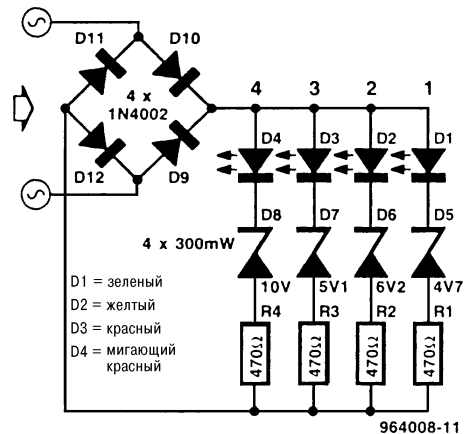 D11
D10
4 x
1N4002
D12
D9
4
3
2
1
D4
D3
D2
D1
D8
D7
D6
D5
4 x 300mW
10V
5V1
6V2
4V7
R4
R3
R2
R1
470Ω
470Ω
470Ω
470Ω
D1 = зеленый
D2 = желтый
D3 = красный
D4 = мигающий
красный
964008-11